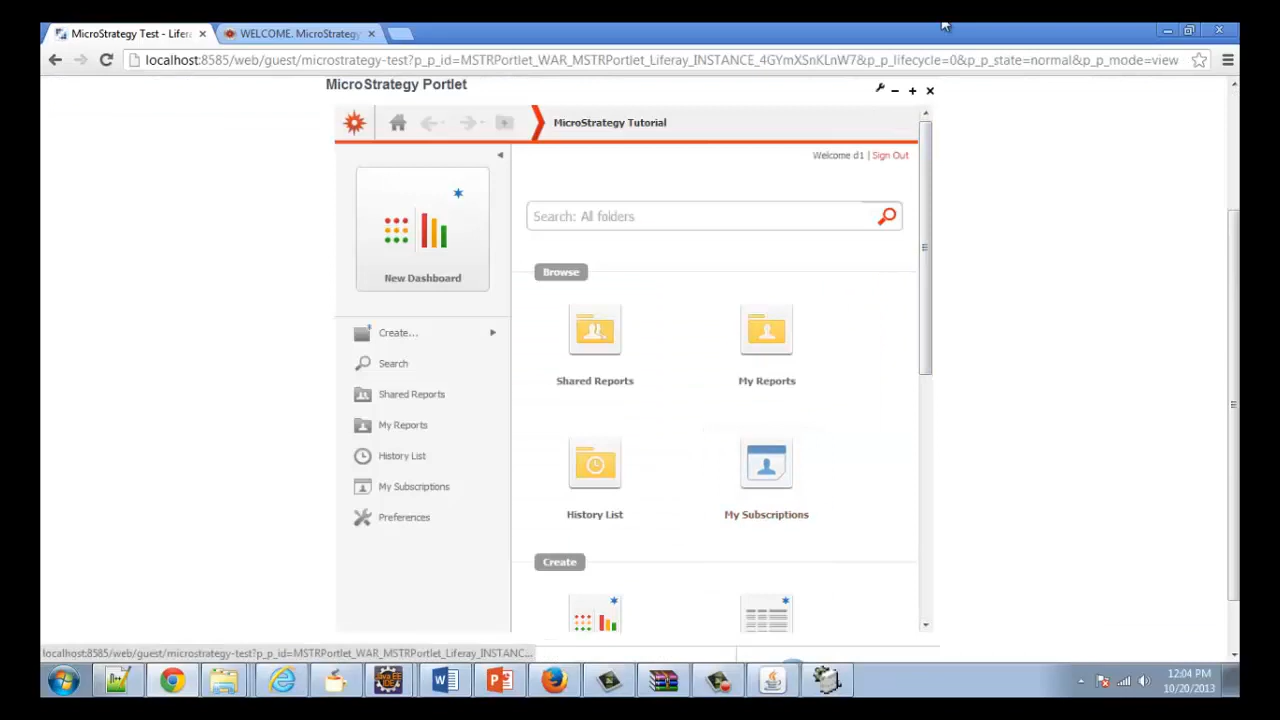 MicroStrategy Test - Lifera
WELCOME. MicroStrategy
localhost:8585/web/guest/microstrategy-test?p_p_id=MSTRPortlet_WAR_MSTRPortlet_Liferay_INSTANCE_4GYmXSnKLnW7&p_p_lifecycle=0&p_p_state=normal&p_p_mode=view
MicroStrategy Portlet
MicroStrategy Tutorial
Welcome d1 | Sign Out
New Dashboard
Create...
Search
Shared Reports
My Reports
History List
My Subscriptions
Preferences
Search: All folders
Browse
Shared Reports
My Reports
History List
My Subscriptions
Create
localhost:8585/web/guest/microstrategy-test?p_p_id=MSTRPortlet_WAR_MSTRPortlet_Liferay_INSTANC...
12:04 PM
10/20/2013